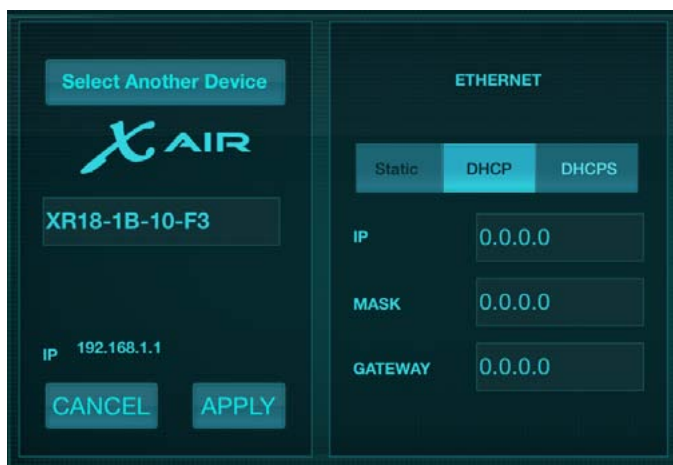 Select Another Device
X AIR
XR18-1B-10-F3
IP 192.168.1.1
CANCEL APPLY
ETHERNET
Static DHCP DHCPS
IP 0.0.0.0
MASK 0.0.0.0
GATEWAY 0.0.0.0